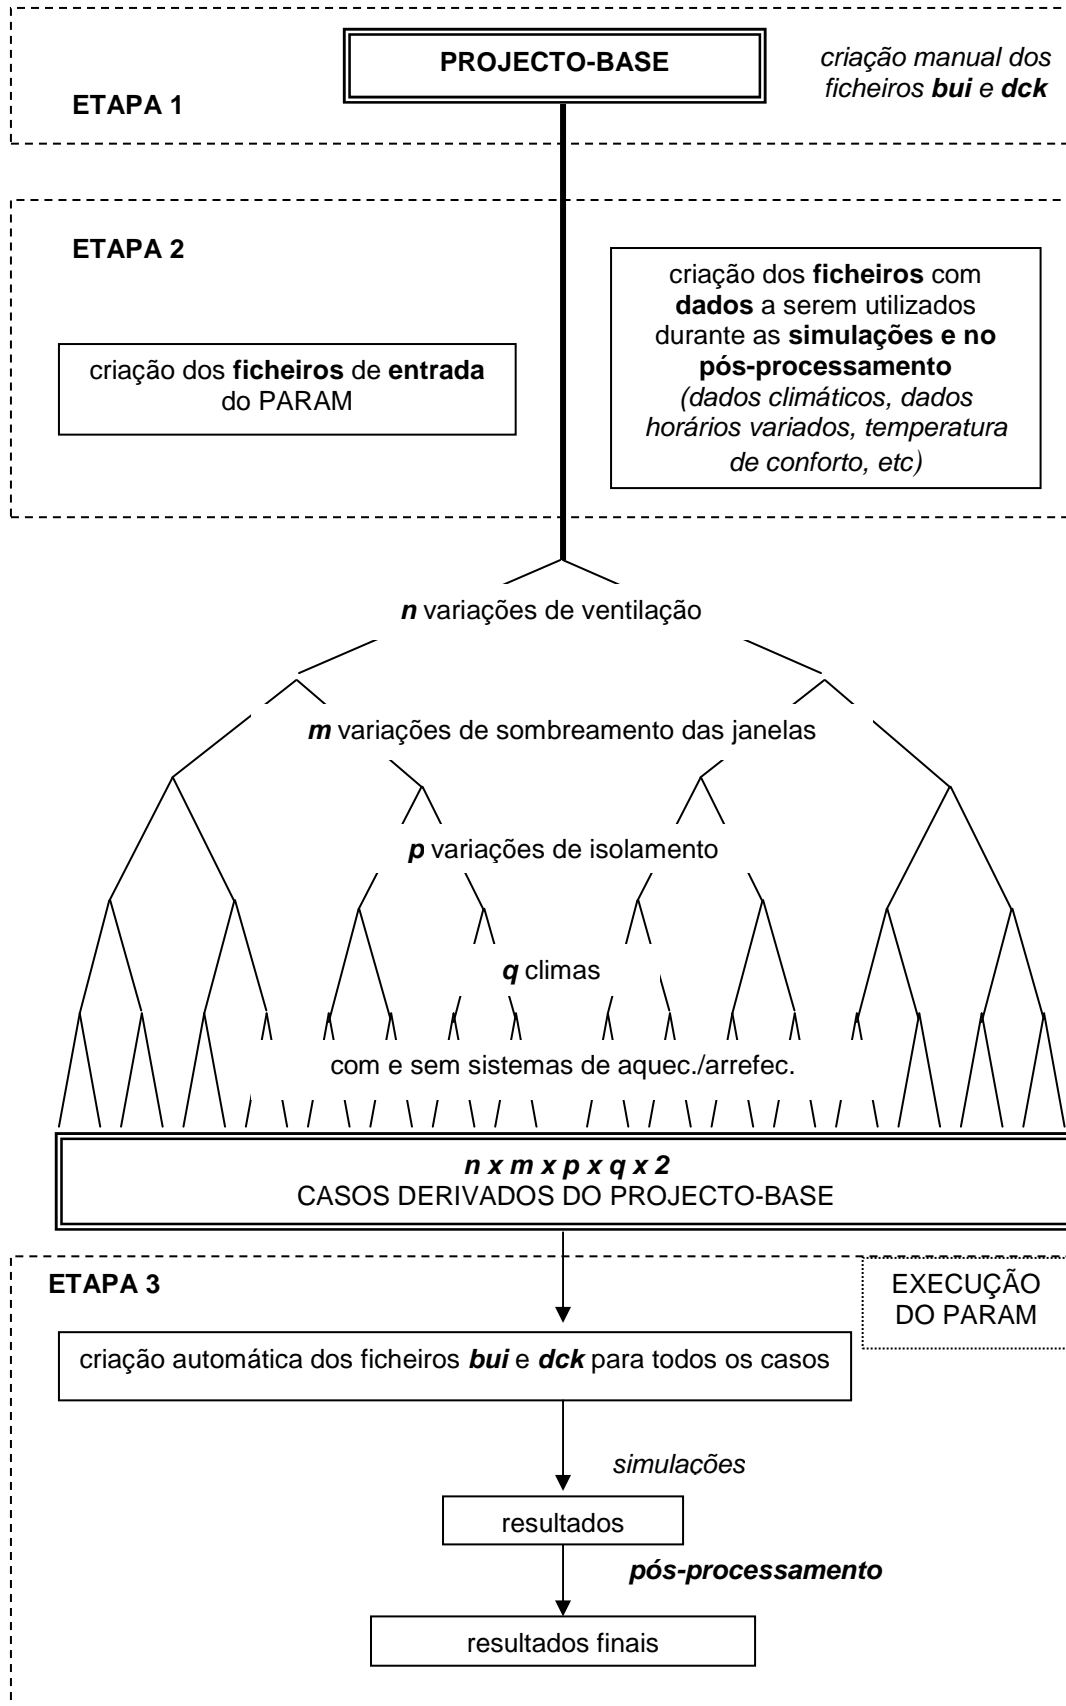 PROJECTO-BASE
criação manual dos
ficheiros bui e dck
ETAPA 1
ETAPA 2
criação dos ficheiros de entrada
do PARAM
criação dos ficheiros com
dados a serem utilizados
durante as simulações e no
pós-processamento
(dados climáticos, dados
horários variados, temperatura
de conforto, etc)
n variações de ventilação
m variações de sombreamento das janelas
p variações de isolamento
q climas
com e sem sistemas de aquec./arrefec.
n x m x p x q x 2
CASOS DERIVADOS DO PROJECTO-BASE
ETAPA 3
EXECUÇÃO
DO PARAM
criação automática dos ficheiros bui e dck para todos os casos
simulações
resultados
pós-processamento
resultados finais